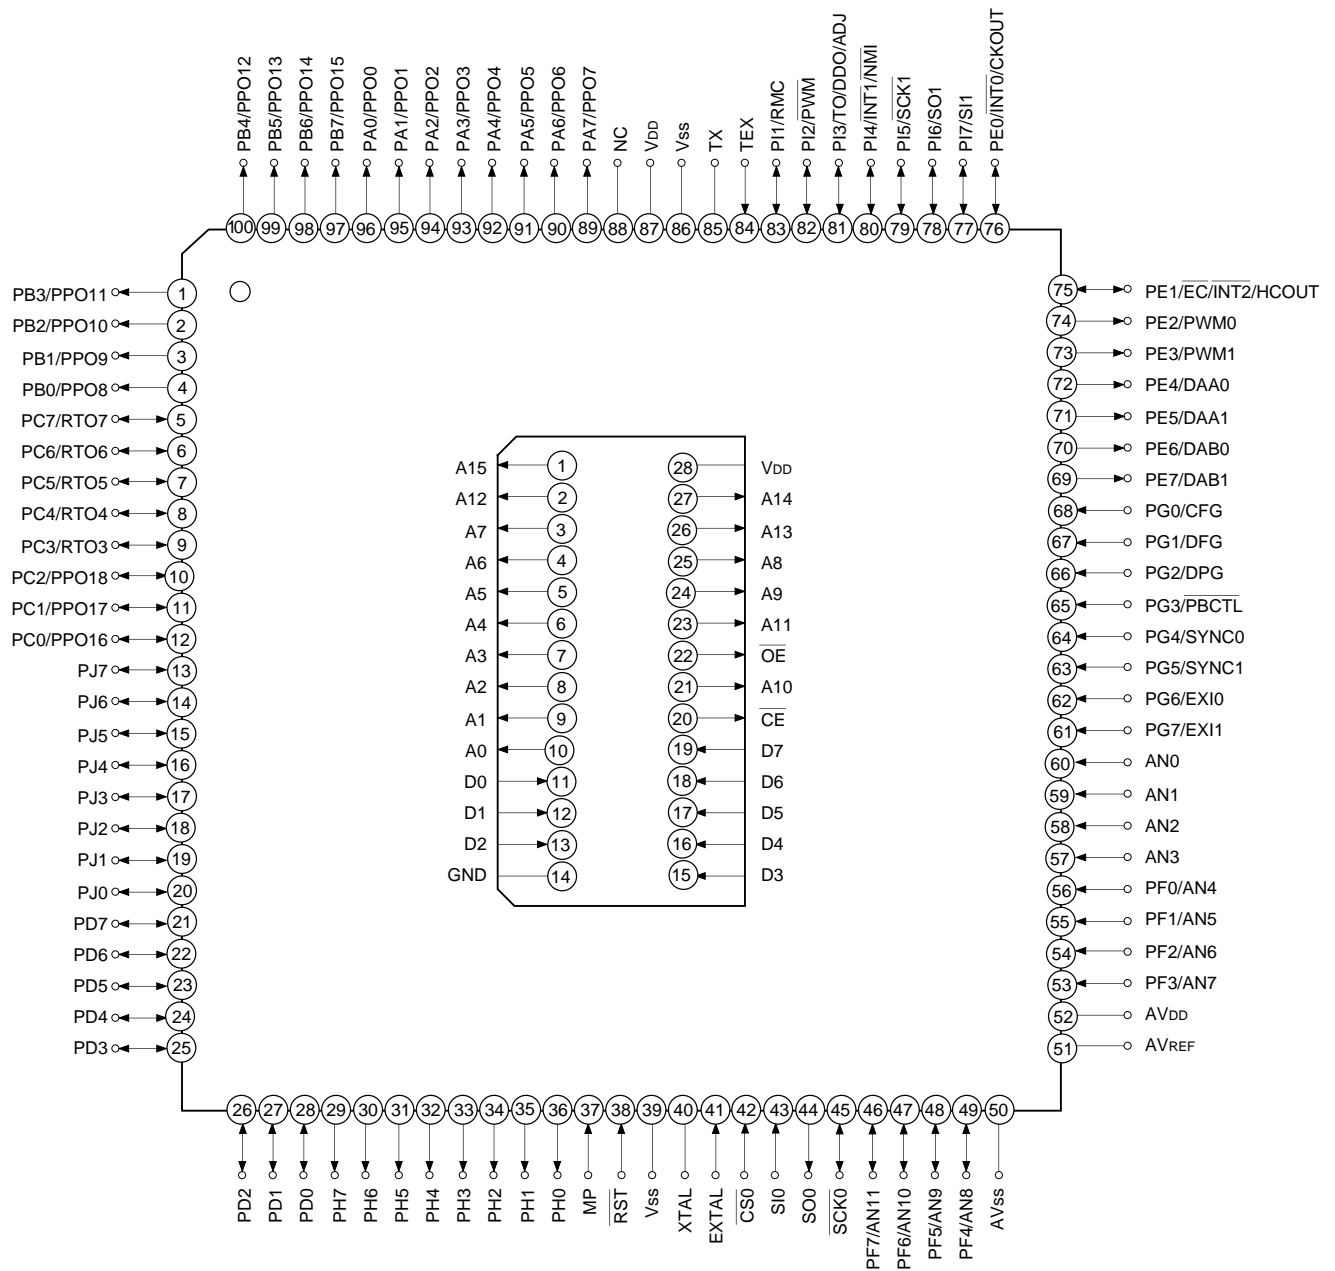 PB4/PPO12
PB5/PPO13
PB6/PPO14
PB7/PPO15
PA0/PPO0
PA1/PPO1
PA2/PPO2
PA3/PPO3
PA4/PPO4
PA5/PPO5
PA6/PPO6
PA7/PPO7
NC
VDD
Vss
TX
TEX
PI1/RMC
PI2/PWM
PI3/TO/DDO/ADJ
PI4/INT1/NMI
PI5/SCK1
PI6/SO1
PI7/SI1
PE0/INT0/CKOUT
100 99 98 97 96 95 94 93 92 91 90 89 88 87 86 85 84 83 82 81 80 79 78 77 76
PB3/PPO11 1
PB2/PPO10 2
PB1/PPO9 3
PB0/PPO8 4
PC7/RTO7 5
PC6/RTO6 6
PC5/RTO5 7
PC4/RTO4 8
PC3/RTO3 9
PC2/PPO18 10
PC1/PPO17 11
PC0/PPO16 12
PJ7 13
PJ6 14
PJ5 15
PJ4 16
PJ3 17
PJ2 18
PJ1 19
PJ0 20
PD7 21
PD6 22
PD5 23
PD4 24
PD3 25
A15 1 28 VDD
A12 2 27 A14
A7 3 26 A13
A6 4 25 A8
A5 5 24 A9
A4 6 23 A11
A3 7 22 OE
A2 8 21 A10
A1 9 20 CE
A0 10 19 D7
D0 11 18 D6
D1 12 17 D5
D2 13 16 D4
GND 14 15 D3
75 PE1/EC/INT2/HCOUT
74 PE2/PWM0
73 PE3/PWM1
72 PE4/DAA0
71 PE5/DAA1
70 PE6/DAB0
69 PE7/DAB1
68 PG0/CFG
67 PG1/DFG
66 PG2/DPG
65 PG3/PBCTL
64 PG4/SYNC0
63 PG5/SYNC1
62 PG6/EXI0
61 PG7/EXI1
60 AN0
59 AN1
58 AN2
57 AN3
56 PF0/AN4
55 PF1/AN5
54 PF2/AN6
53 PF3/AN7
52 AVDD
51 AVREF
26 27 28 29 30 31 32 33 34 35 36 37 38 39 40 41 42 43 44 45 46 47 48 49 50
PD2
PD1
PD0
PH7
PH6
PH5
PH4
PH3
PH2
PH1
PH0
MP
RST
Vss
XTAL
EXTAL
CS0
SI0
SO0
SCK0
PF7/AN11
PF6/AN10
PF5/AN9
PF4/AN8
AVss